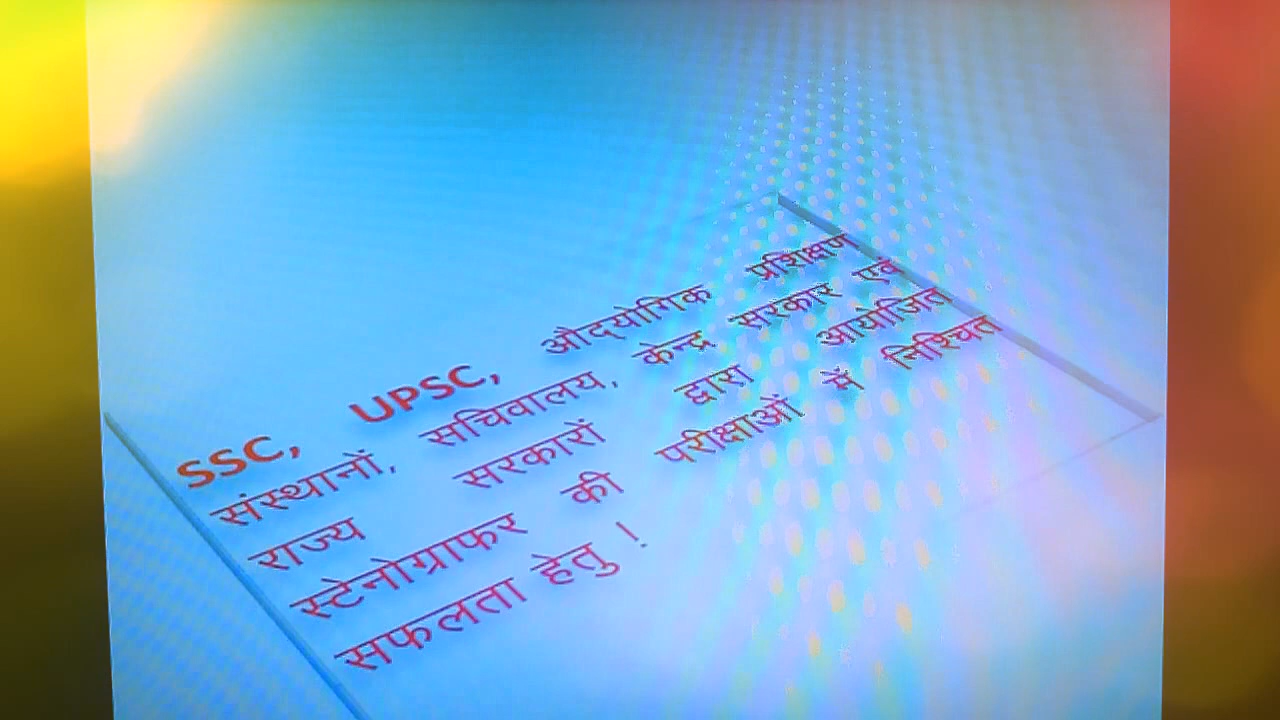 SSC, UPSC, औद्योगिक प्रशिक्षण
संस्थानों, सचिवालय, केन्द्र सरकार एवं
राज्य सरकारों द्वारा आयोजित
स्टेनोग्राफर की परीक्षाओं में निश्चित
सफलता हेतु !